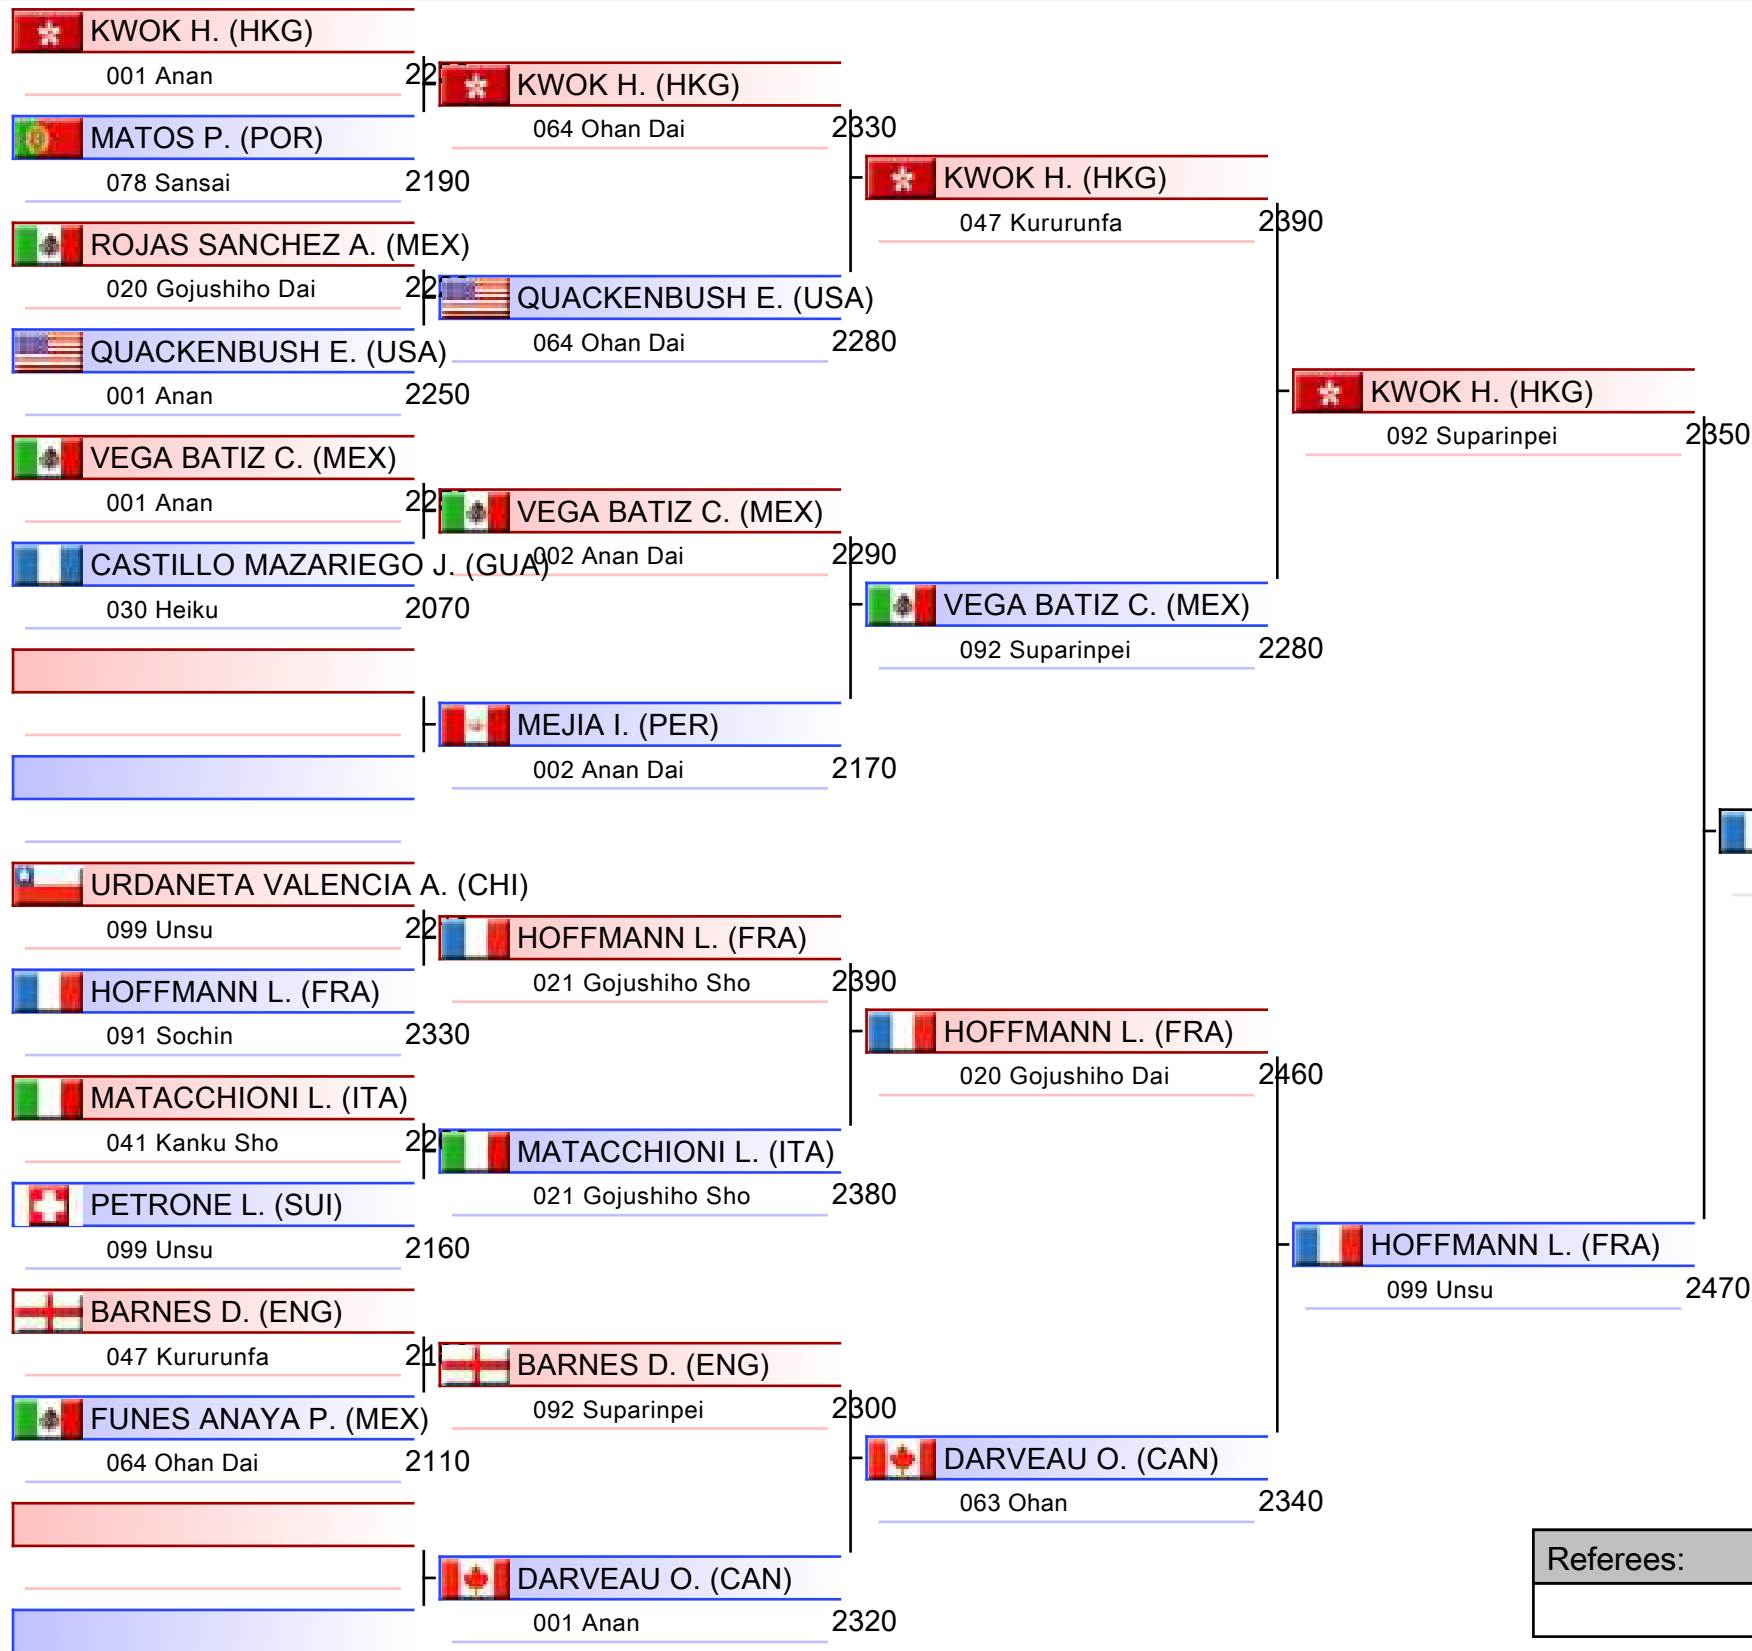 KWOK H. (HKG)
001 Anan
MATOS P. (POR)
078 Sansai 2190
ROJAS SANCHEZ A. (MEX)
020 Gojushiho Dai
QUACKENBUSH E. (USA)
001 Anan 2250
VEGA BATIZ C. (MEX)
001 Anan
CASTILLO MAZARIEGO J. (GUA)
030 Heiku 2070
URDANETA VALENCIA A. (CHI)
099 Unsu
HOFFMANN L. (FRA)
091 Sochin 2330
MATACCHIONI L. (ITA)
041 Kanku Sho
PETRONE L. (SUI)
099 Unsu 2160
BARNES D. (ENG)
047 Kururunfa
FUNES ANAYA P. (MEX)
064 Ohan Dai 2110
KWOK H. (HKG)
064 Ohan Dai 2330
QUACKENBUSH E. (USA)
064 Ohan Dai 2280
VEGA BATIZ C. (MEX)
002 Anan Dai 2290
MEJIA I. (PER)
002 Anan Dai 2170
HOFFMANN L. (FRA)
021 Gojushiho Sho 2390
MATACCHIONI L. (ITA)
021 Gojushiho Sho 2380
BARNES D. (ENG)
092 Suparinpei 2300
DARVEAU O. (CAN)
001 Anan 2320
KWOK H. (HKG)
047 Kururunfa 2390
VEGA BATIZ C. (MEX)
092 Suparinpei 2280
HOFFMANN L. (FRA)
020 Gojushiho Dai 2460
DARVEAU O. (CAN)
063 Ohan 2340
KWOK H. (HKG)
092 Suparinpei 2350
HOFFMANN L. (FRA)
099 Unsu 2470
Referees: